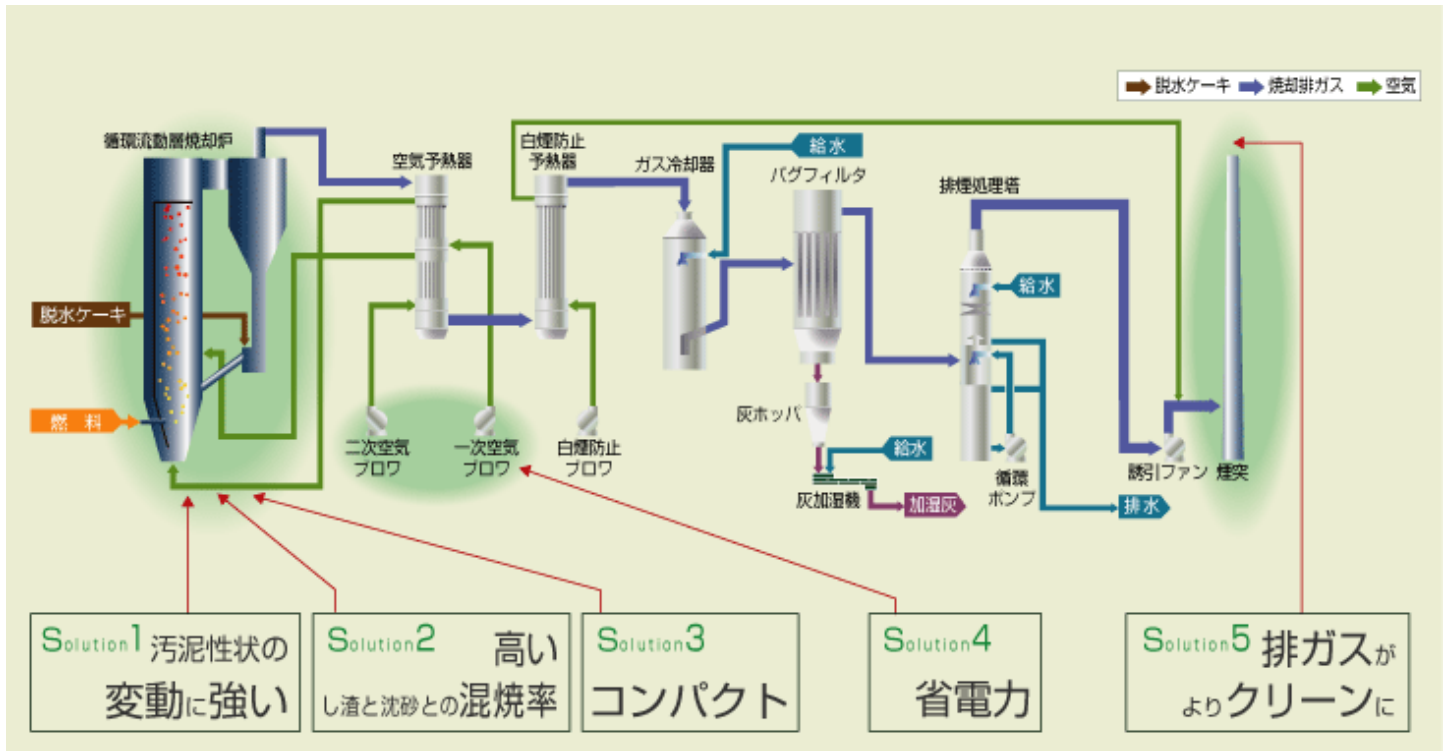 脱水ケーキ 焼却排ガス 空気
循環流動層焼却炉
空気予熱器
白煙防止
予熱器
ガス冷却器
給水
バグフィルタ
排煙処理塔
給水
脱水ケーキ
燃料
二次空気
ブロワ
一次空気
ブロワ
白煙防止
ブロワ
灰ホッパ
給水
灰加湿機
加湿灰
循環
ポンプ
排水
誘引ファン
煙突
Solution1 汚泥性状の
変動に強い
Solution2 高い
し渣と沈砂との混焼率
Solution3
コンパクト
Solution4
省電力
Solution5 排ガスが
よりクリーンに